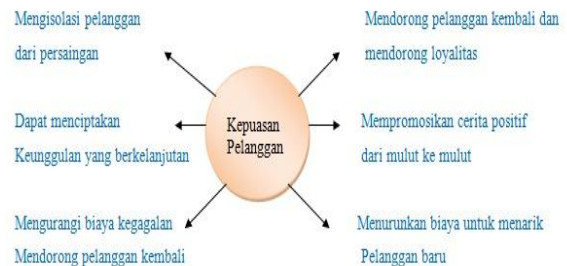 Mengisolasi pelanggan
dari persaingan
Mendorong pelanggan kembali dan
mendorong loyalitas
Dapat menciptakan
Keunggulan yang berkelanjutan
Kepuasan
Pelanggan
Mempromosikan cerita positif
dari mulut ke mulut
Mengurangi biaya kegagalan
Mendorong pelanggan kembali
Menurunkan biaya untuk menarik
Pelanggan baru